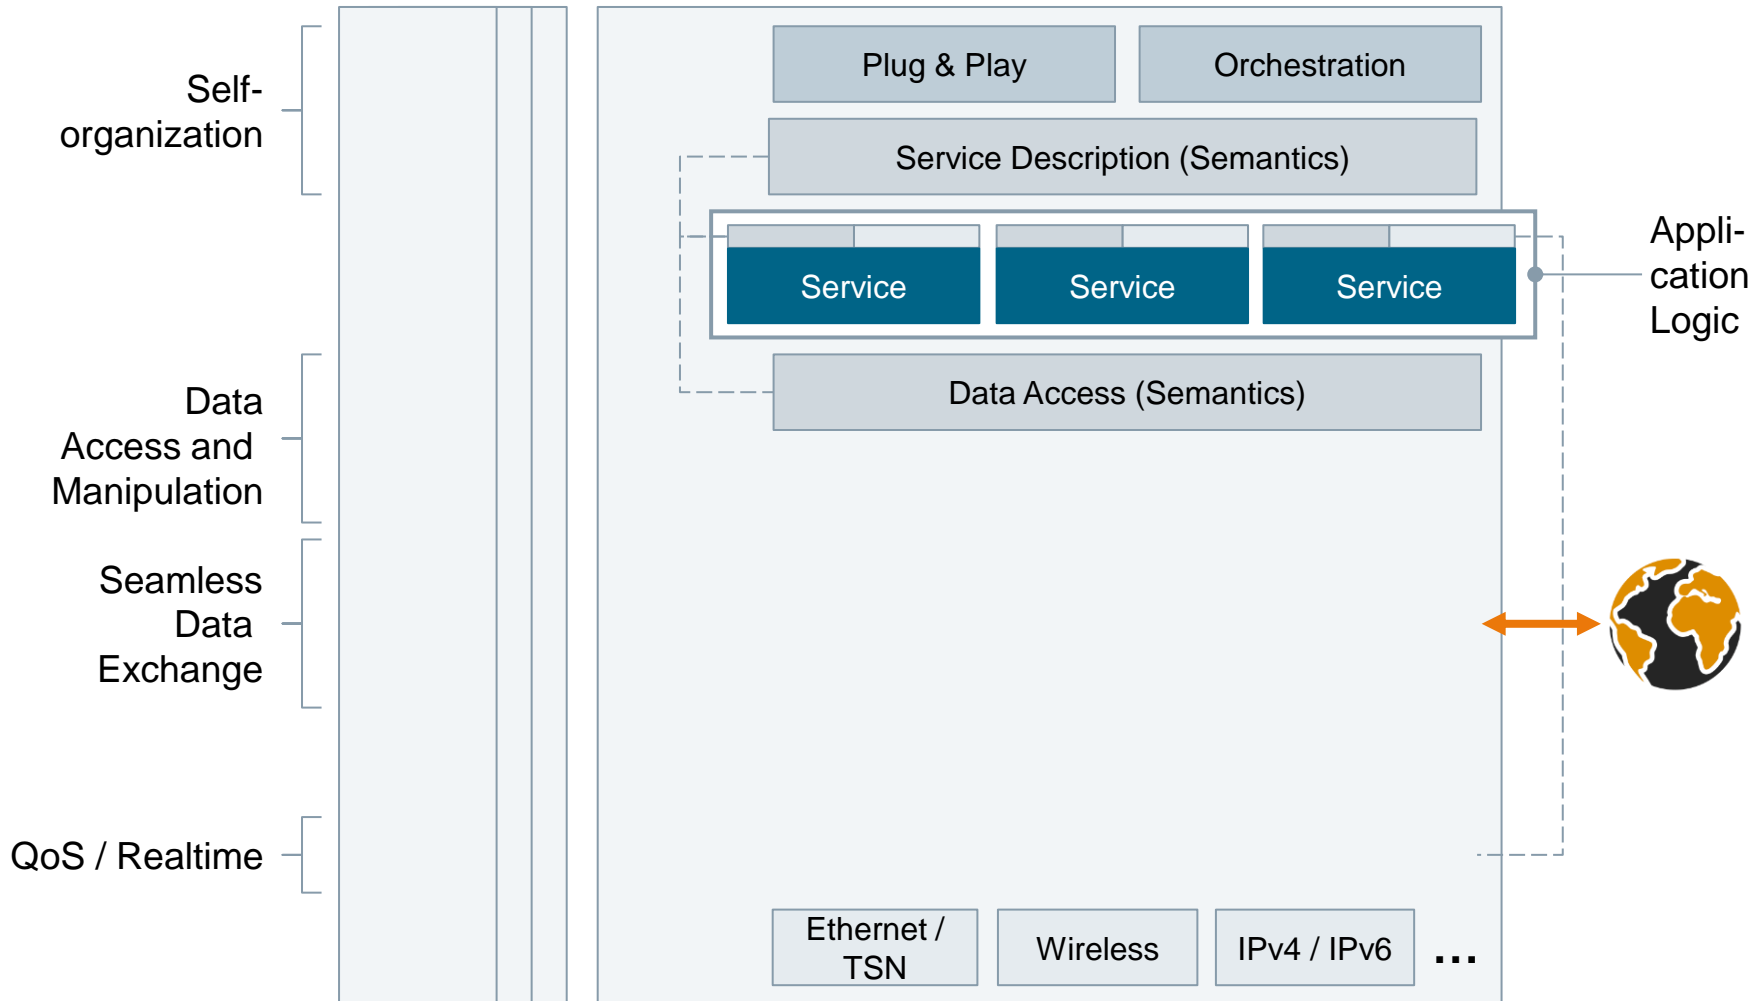 Plug & Play
Orchestration
Self-
organization
Service Description (Semantics)
Service
Service
Service
Appli-
cation
Logic
Data
Access and
Manipulation
Data Access (Semantics)
Seamless
Data
Exchange
QoS / Realtime
Ethernet /
TSN
Wireless
IPv4 / IPv6
...